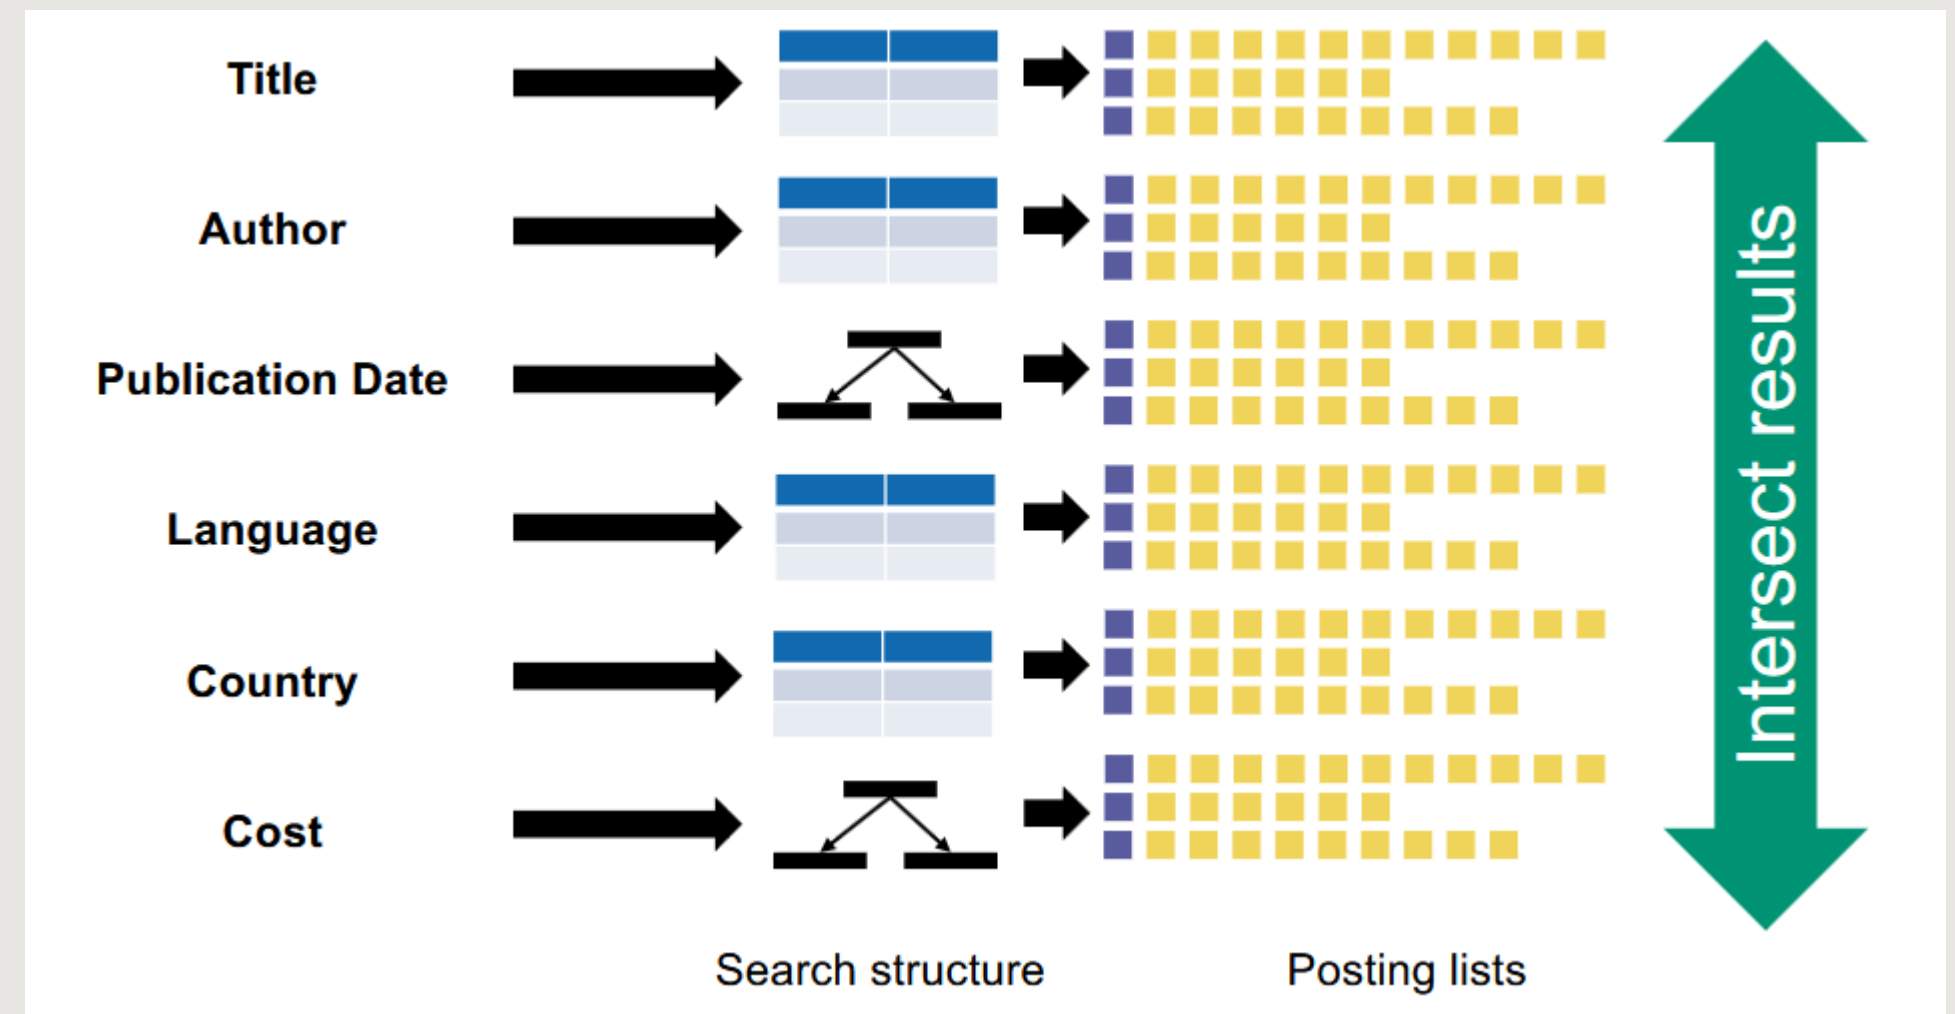 Title
Author
Publication Date
Language
Country
Cost
Search structure
Posting lists
Intersect results